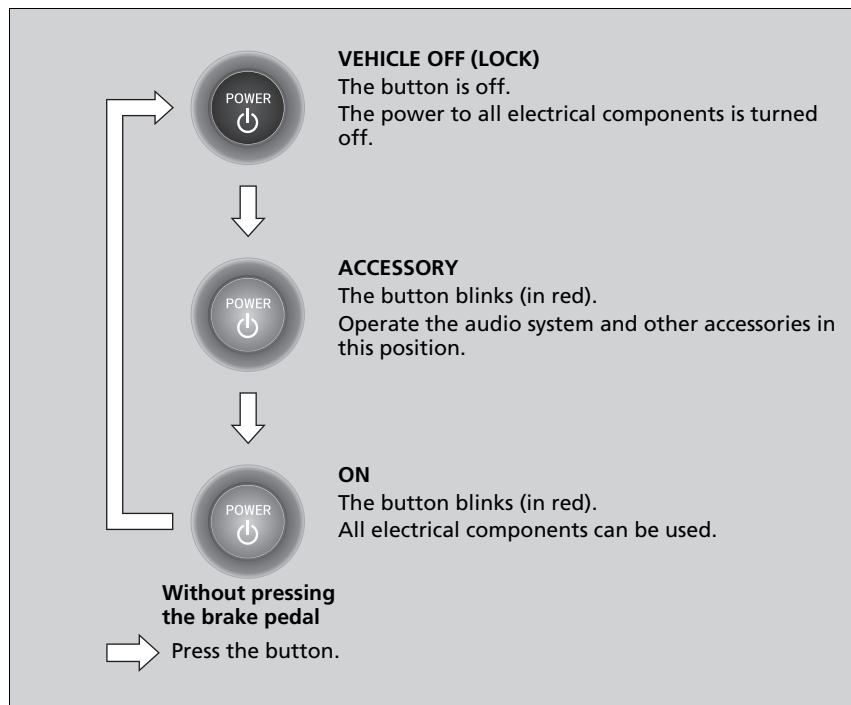 VEHICLE OFF (LOCK)
The button is off.
The power to all electrical components is turned
off.
POWER
ACCESSORY
The button blinks (in red).
Operate the audio system and other accessories in
this position.
POWER
ON
The button blinks (in red).
All electrical components can be used.
POWER
Without pressing
the brake pedal
Press the button.